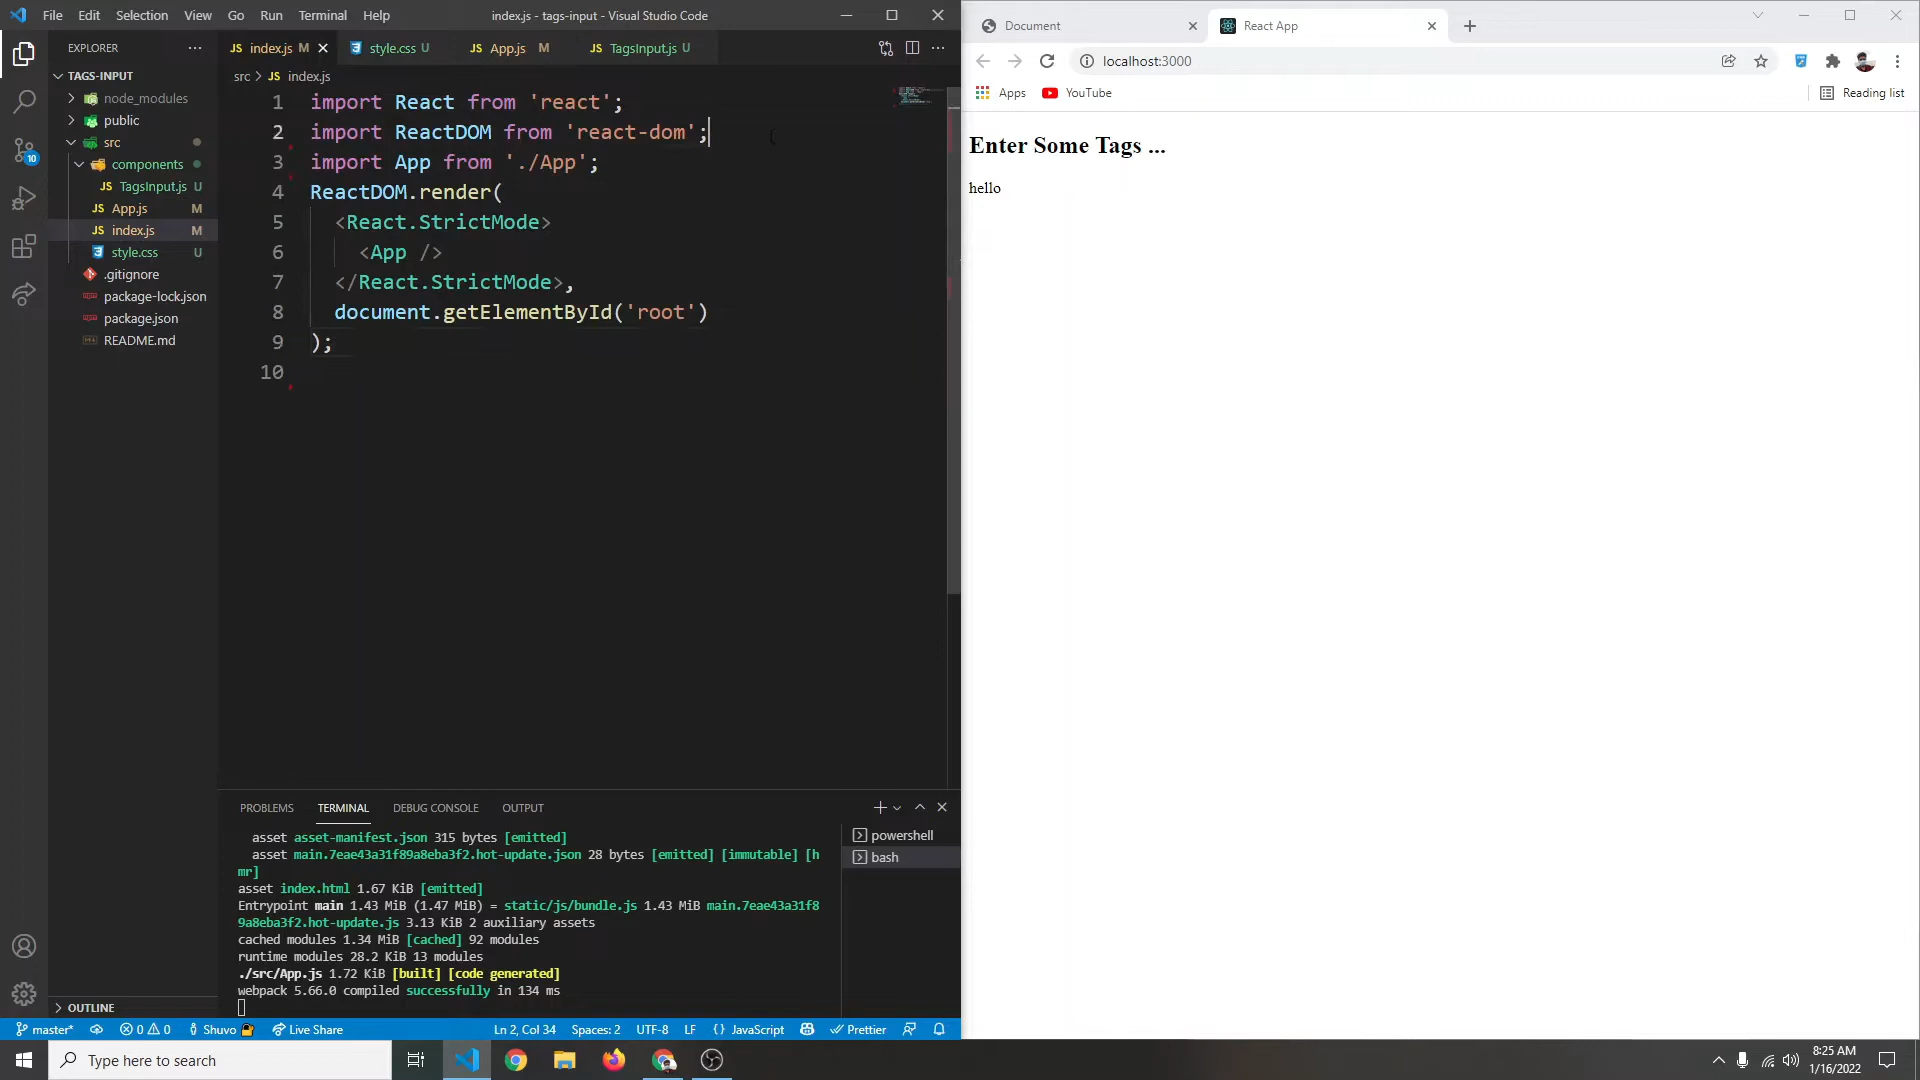 File Edit Selection View Go Run Terminal Help
index.js - tags-input - Visual Studio Code
EXPLORER
TAGS-INPUT
node_modules
public
src
components
TagsInput.js U
App.js M
index.js M
style.css U
.gitignore
package-lock.json
package.json
README.md
OUTLINE
10
index.js M
style.css U
App.js M
TagsInput.js U
src > JS index.js
1 import React from 'react';
2 import ReactDOM from 'react-dom';
3 import App from './App';
4 ReactDOM.render(
5 <React.StrictMode>
6 <App />
7 </React.StrictMode>,
8 document.getElementById('root')
9 );
10
PROBLEMS TERMINAL DEBUG CONSOLE OUTPUT
asset asset-manifest.json 315 bytes [emitted]
asset main.7eae43a31f89a8eba3f2.hot-update.json 28 bytes [emitted] [immutable] [h
mr]
asset index.html 1.67 KiB [emitted]
Entrypoint main 1.43 MiB (1.47 MiB) = static/js/bundle.js 1.43 MiB main.7eae43a31f8
9a8eba3f2.hot-update.js 3.13 KiB 2 auxiliary assets
cached modules 1.34 MiB [cached] 92 modules
runtime modules 28.2 KiB 13 modules
./src/App.js 1.72 KiB [built] [code generated]
webpack 5.66.0 compiled successfully in 134 ms
powershell
bash
master* 0 0 Shuvo Live Share Ln 2, Col 34 Spaces: 2 UTF-8 LF {} JavaScript Prettier
Document
React App
localhost:3000
Apps YouTube Reading list
Enter Some Tags ...
hello
Type here to search
8:25 AM
1/16/2022